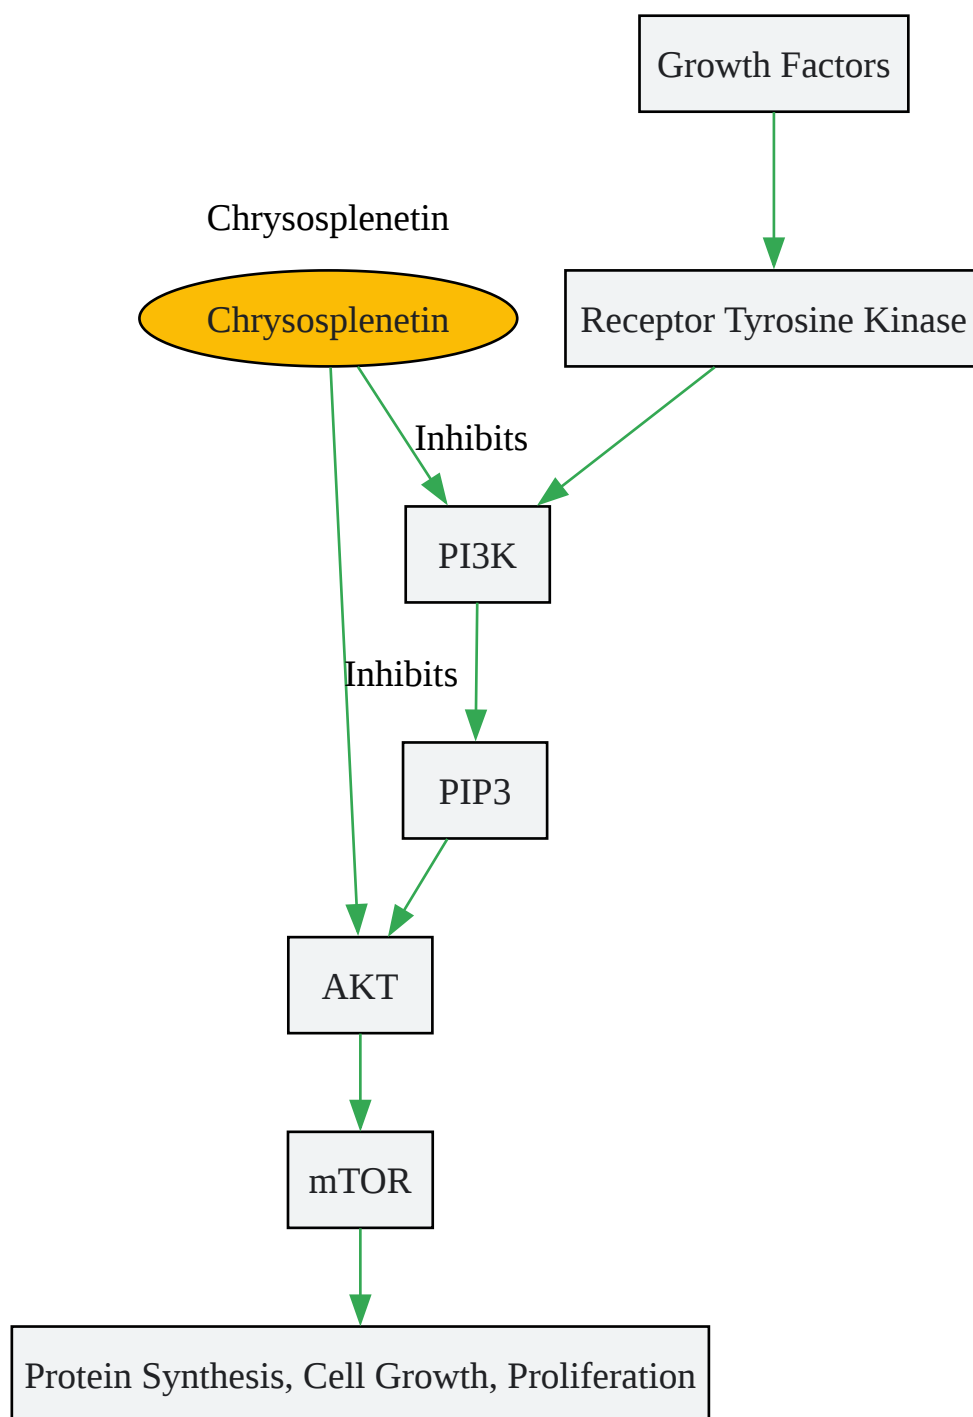 Growth Factors
Chrysosplenetin
Chrysosplenetin
Receptor Tyrosine Kinase
Inhibits
PI3K
Inhibits
PIP3
AKT
mTOR
Protein Synthesis, Cell Growth, Proliferation